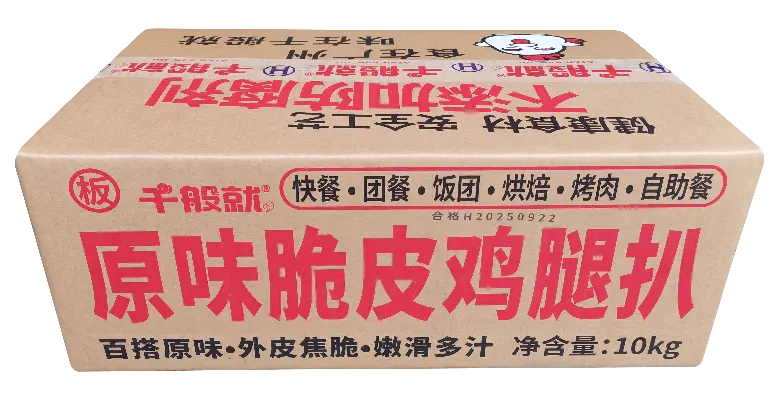 味在千般就
食在广州
千般就 H 千般就 H 千般就 H
不添加防腐剂
健康食材 安全工艺
板 千般就® 快餐·团餐·饭团·烘焙·烤肉·自助餐
合格H20250922
原味脆皮鸡腿扒
百搭原味·外皮焦脆·嫩滑多汁 净含量:10kg